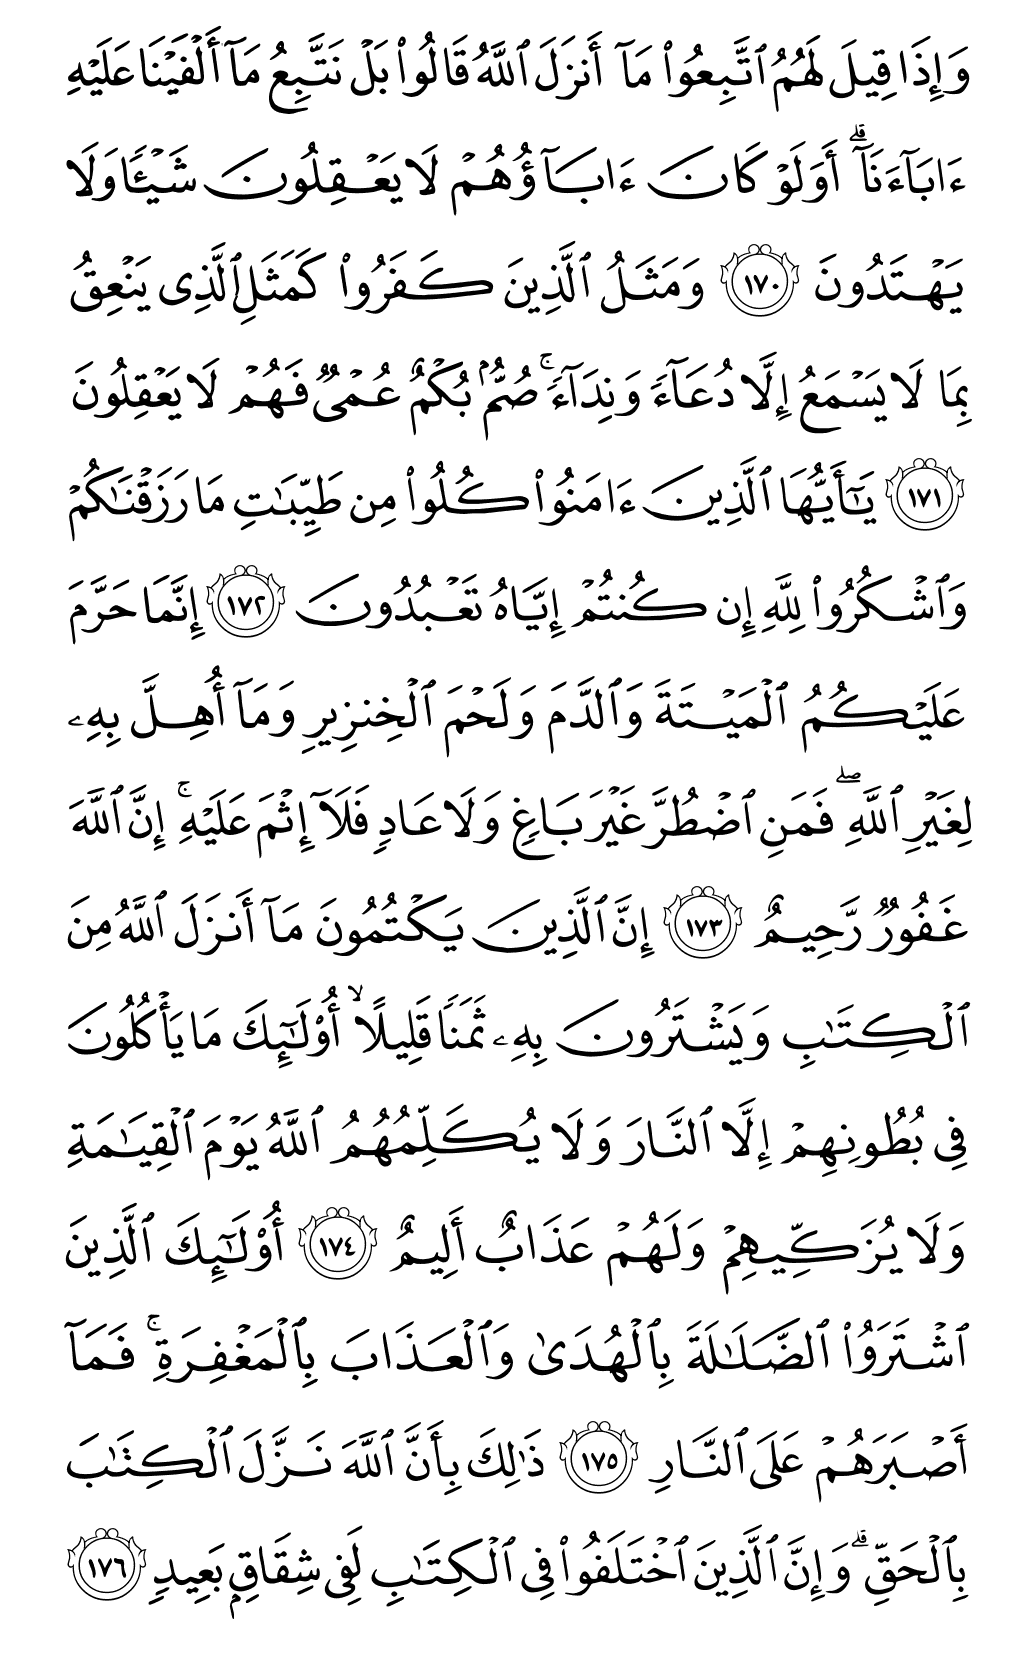 وَإِذَا قِيلَ لَهُمُ ٱتَّبِعُوا۟ مَآ أَنزَلَ ٱللَّهُ قَالُوا۟ بَلْ نَتَّبِعُ مَآ أَلْفَيْنَا عَلَيْهِ
ءَابَآءَنَآ ۗ أَوَلَوْ كَانَ ءَابَآؤُهُمْ لَا يَعْقِلُونَ شَيْـًٔا وَلَا
يَهْتَدُونَ ١٧٠ وَمَثَلُ ٱلَّذِينَ كَفَرُوا۟ كَمَثَلِ ٱلَّذِى يَنْعِقُ
بِمَا لَا يَسْمَعُ إِلَّا دُعَآءً وَنِدَآءً ۚ صُمٌّۢ بُكْمٌ عُمْىٌ فَهُمْ لَا يَعْقِلُونَ
١٧١ يَـٰٓأَيُّهَا ٱلَّذِينَ ءَامَنُوا۟ كُلُوا۟ مِن طَيِّبَـٰتِ مَا رَزَقْنَـٰكُمْ
وَٱشْكُرُوا۟ لِلَّهِ إِن كُنتُمْ إِيَّاهُ تَعْبُدُونَ ١٧٢ إِنَّمَا حَرَّمَ
عَلَيْكُمُ ٱلْمَيْتَةَ وَٱلدَّمَ وَلَحْمَ ٱلْخِنزِيرِ وَمَآ أُهِلَّ بِهِۦ
لِغَيْرِ ٱللَّهِ ۖ فَمَنِ ٱضْطُرَّ غَيْرَ بَاغٍ وَلَا عَادٍ فَلَآ إِثْمَ عَلَيْهِ ۚ إِنَّ ٱللَّهَ
غَفُورٌ رَّحِيمٌ ١٧٣ إِنَّ ٱلَّذِينَ يَكْتُمُونَ مَآ أَنزَلَ ٱللَّهُ مِنَ
ٱلْكِتَـٰبِ وَيَشْتَرُونَ بِهِۦ ثَمَنًا قَلِيلًا ۙ أُو۟لَـٰٓئِكَ مَا يَأْكُلُونَ
فِى بُطُونِهِمْ إِلَّا ٱلنَّارَ وَلَا يُكَلِّمُهُمُ ٱللَّهُ يَوْمَ ٱلْقِيَـٰمَةِ
وَلَا يُزَكِّيهِمْ وَلَهُمْ عَذَابٌ أَلِيمٌ ١٧٤ أُو۟لَـٰٓئِكَ ٱلَّذِينَ
ٱشْتَرَوُا۟ ٱلضَّلَـٰلَةَ بِٱلْهُدَىٰ وَٱلْعَذَابَ بِٱلْمَغْفِرَةِ ۚ فَمَآ
أَصْبَرَهُمْ عَلَى ٱلنَّارِ ١٧٥ ذَٰلِكَ بِأَنَّ ٱللَّهَ نَزَّلَ ٱلْكِتَـٰبَ
بِٱلْحَقِّ ۗ وَإِنَّ ٱلَّذِينَ ٱخْتَلَفُوا۟ فِى ٱلْكِتَـٰبِ لَفِى شِقَاقٍۭ بَعِيدٍ ١٧٦